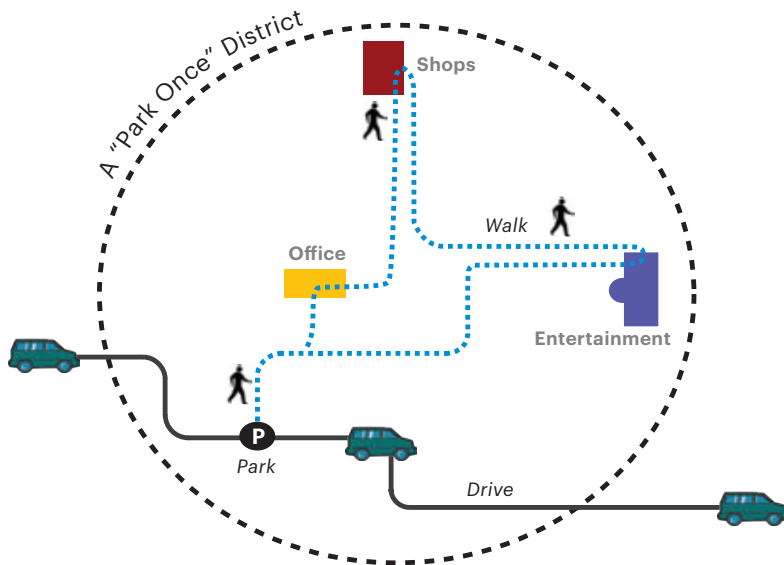 A "Park Once" District
Shops
Walk
Office
Entertainment
P
Park
Drive